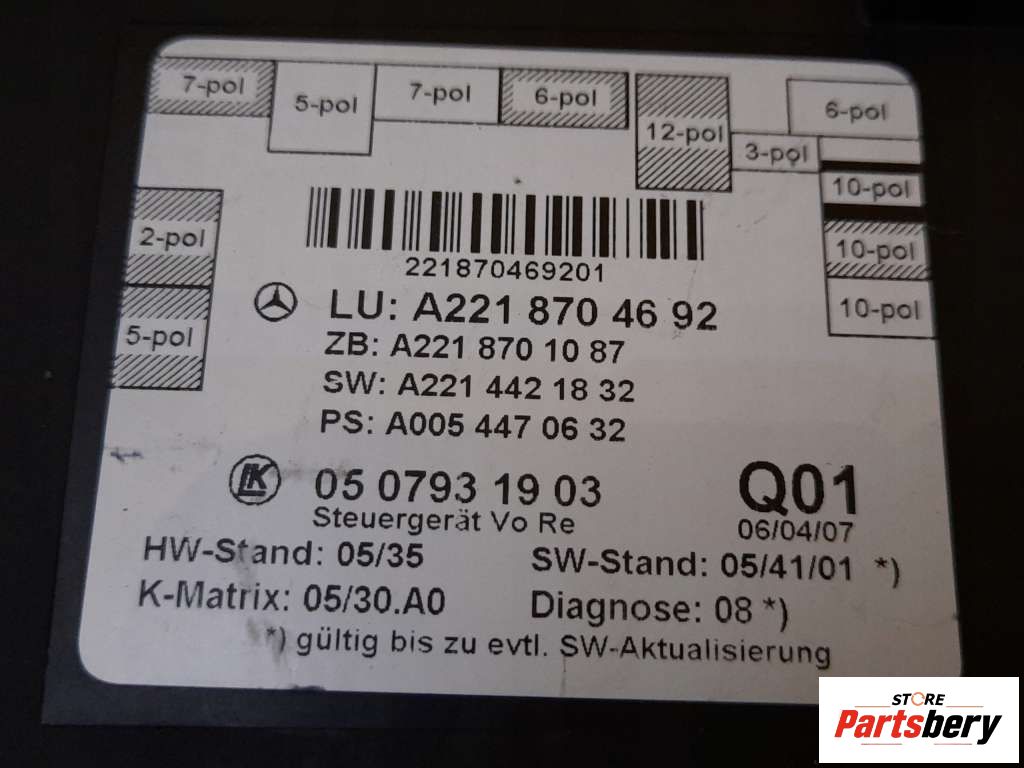 7-pol 5-pol 7-pol 6-pol 12-pol 3-pol 6-pol
10-pol
2-pol 10-pol
5-pol 10-pol
221870469201
LU: A221 870 46 92
ZB: A221 870 10 87
SW: A221 442 18 32
PS: A005 447 06 32
LK 05 0793 19 03 Q01
Steuergerät Vo Re 06/04/07
HW-Stand: 05/35 SW-Stand: 05/41/01 *)
K-Matrix: 05/30.A0 Diagnose: 08 *)
*) gültig bis zu evtl. SW-Aktualisierung
STORE
Partsbery